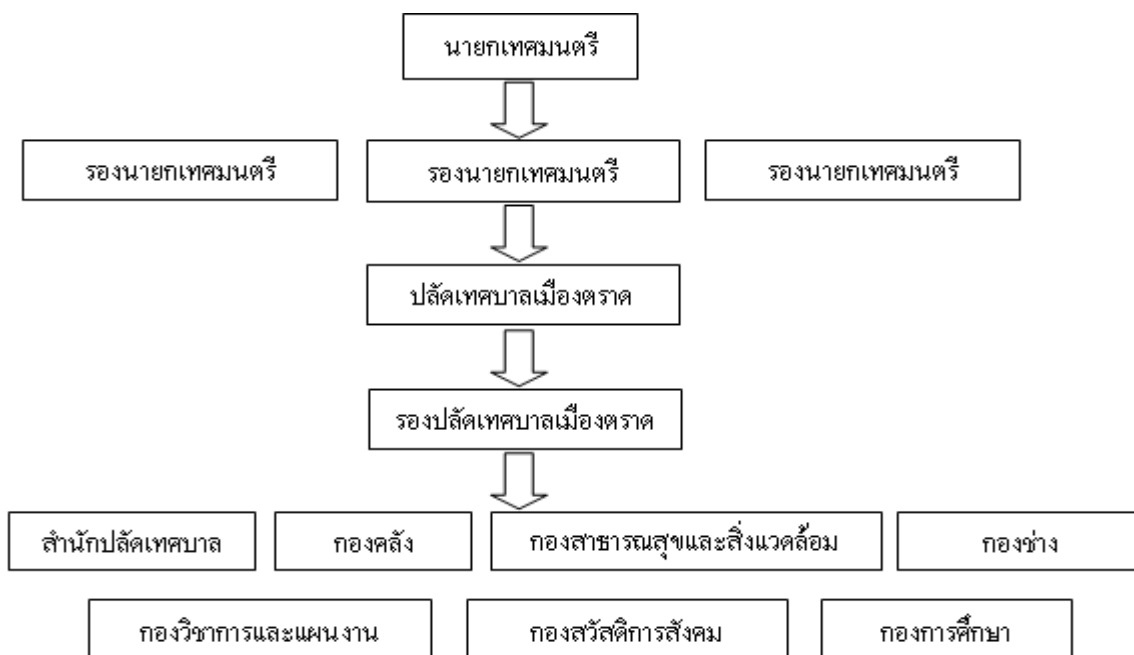 นายกเทศมนตรี
รองนายกเทศมนตรี
รองนายกเทศมนตรี
รองนายกเทศมนตรี
ปลัดเทศบาลเมืองตราด
รองปลัดเทศบาลเมืองตราด
สำนักปลัดเทศบาล
กองคลัง
กองสาธารณสุขและสิ่งแวดล้อม
กองช่าง
กองวิชาการและแผนงาน
กองสวัสดิการสังคม
กองการศึกษา